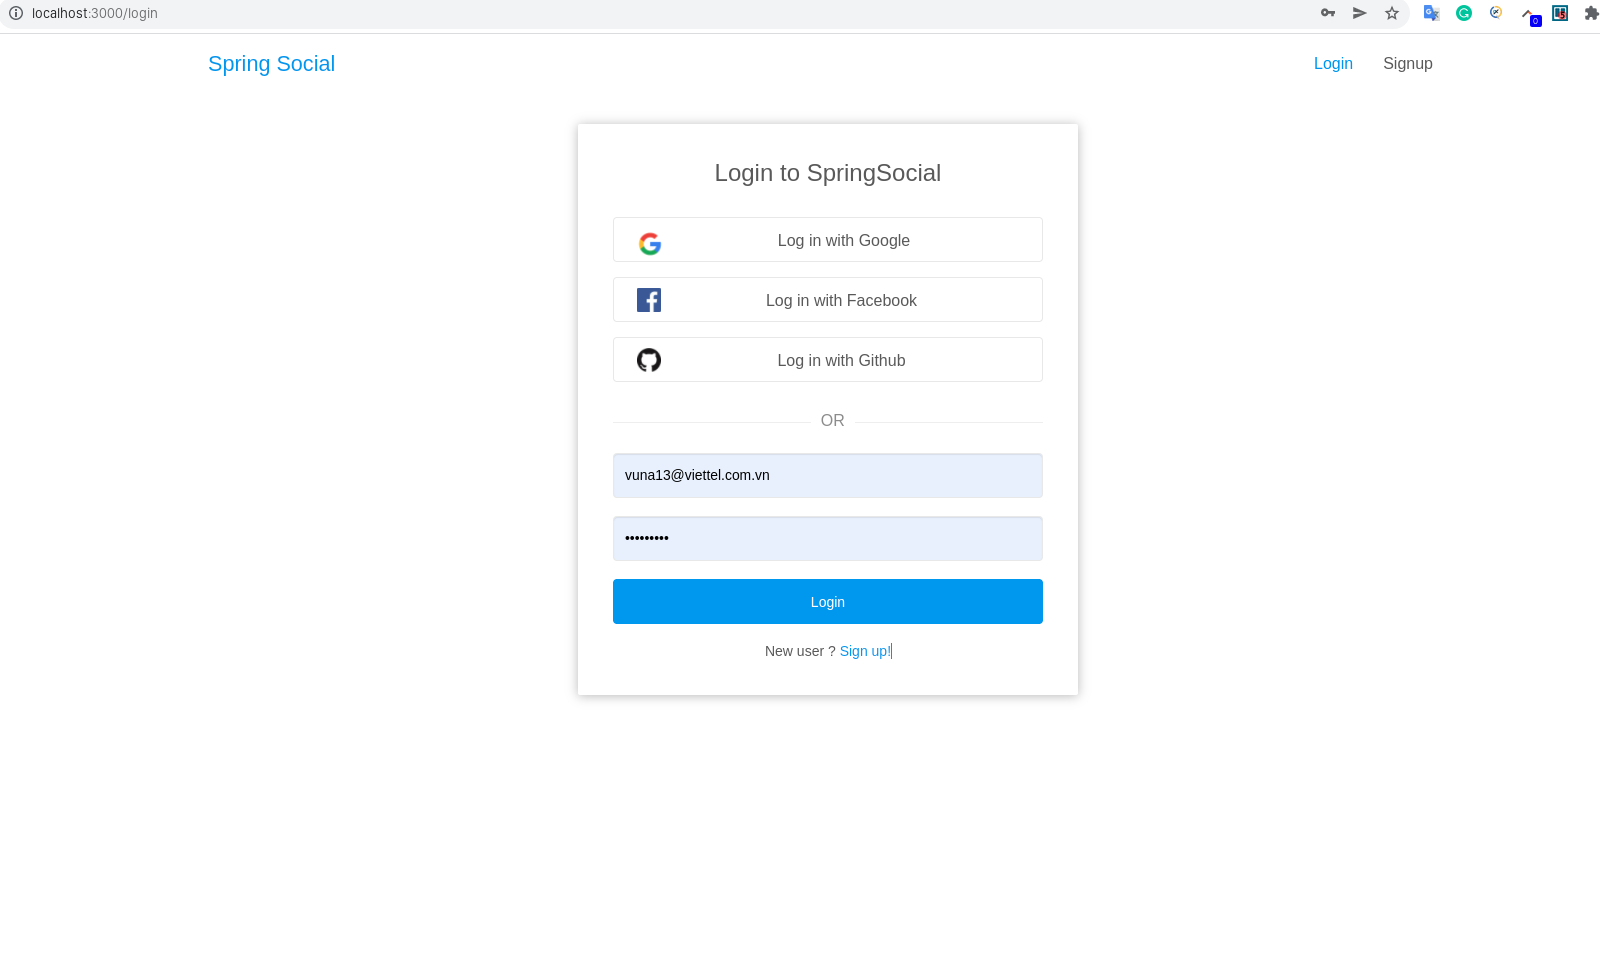 localhost:3000/login
0
Spring Social
Login Signup
Login to SpringSocial
Log in with Google
Log in with Facebook
Log in with Github
OR
vuna13@viettel.com.vn
•••••••••
Login
New user ? Sign up!